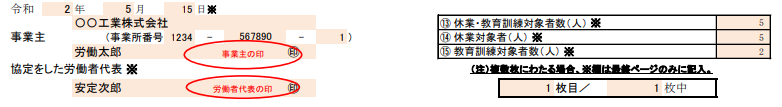 令和 2 年 5 月 15 日※
〇〇工業株式会社
事業主 （事業所番号 1234 - 567890 - 1 ）
労働太郎 事業主の印 ㊞
協定をした労働者代表 ※
安定次郎 労働者代表の印 ㊞
⑬ 休業・教育訓練対象者数（人） ※ 5
⑭ 休業対象者（人） ※ 5
⑮ 教育訓練対象者数（人） ※ 2
（注）複数枚にわたる場合、※欄は最終ページのみに記入。
1 枚目／ 1 枚中